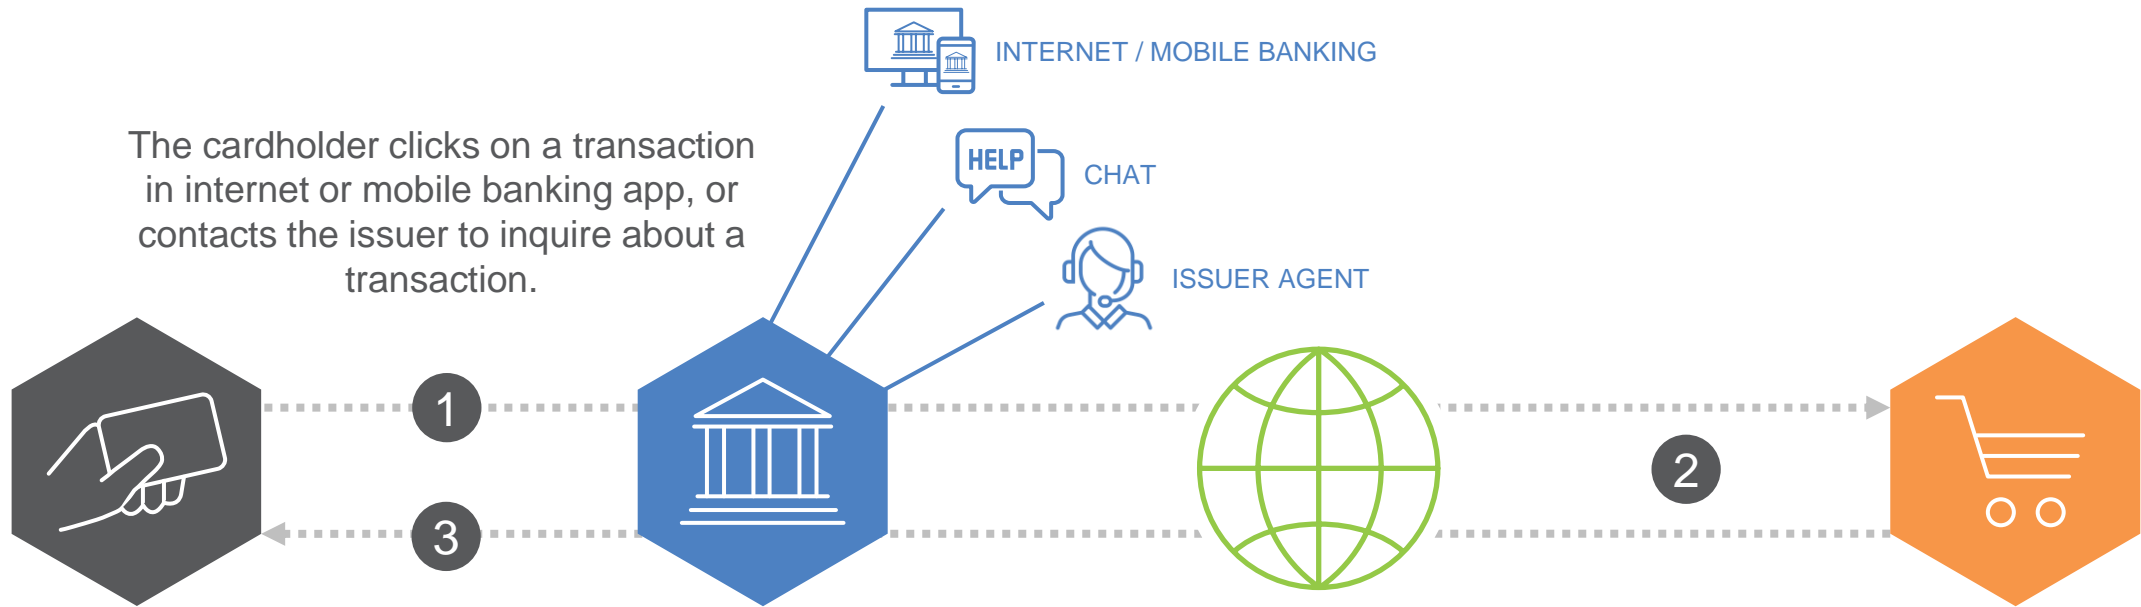 INTERNET / MOBILE BANKING
The cardholder clicks on a transaction
in internet or mobile banking app, or
contacts the issuer to inquire about a
transaction.
HELP
CHAT
ISSUER AGENT
1
2
3